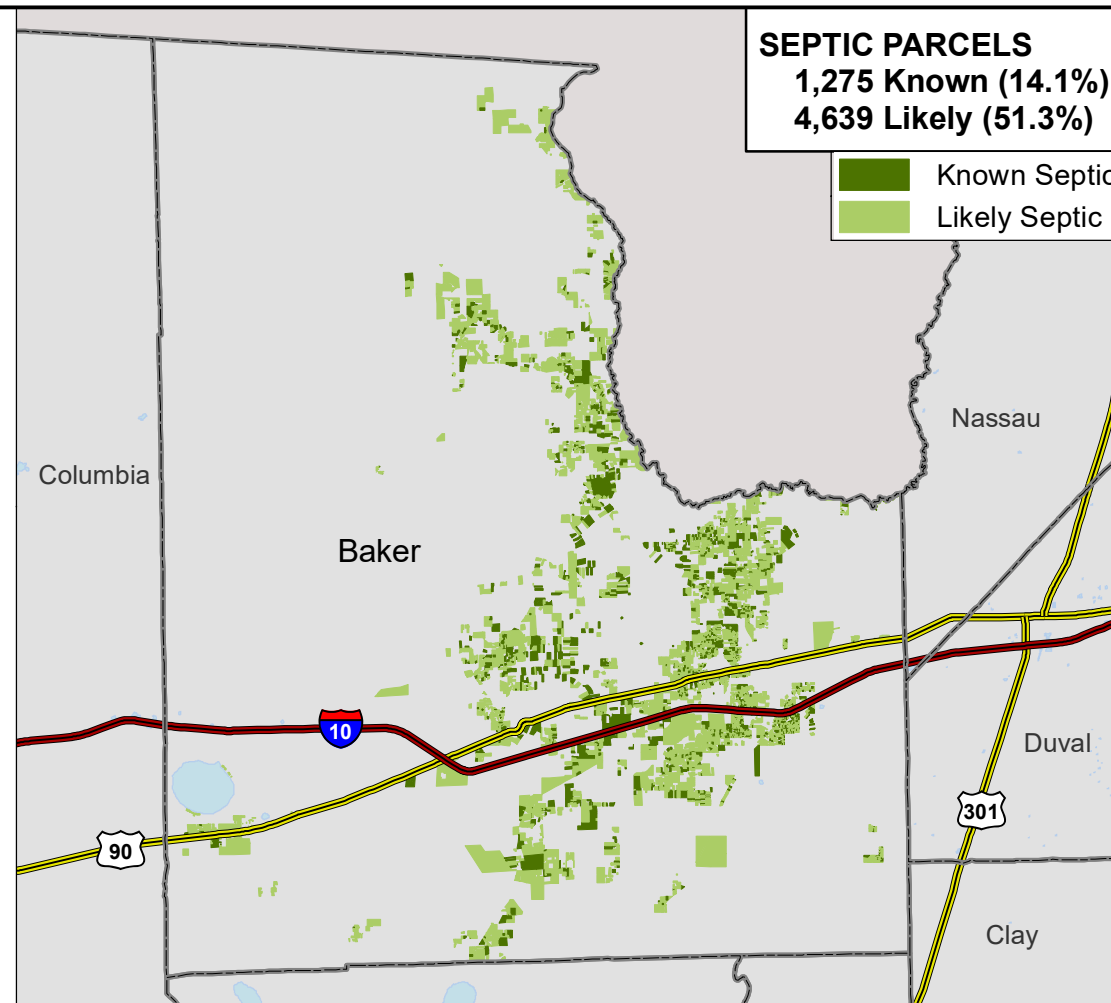 SEPTIC PARCELS
1,275 Known (14.1%)
4,639 Likely (51.3%)
Known Septic
Likely Septic
Nassau
Columbia
Baker
10
Duval
301
90
Clay